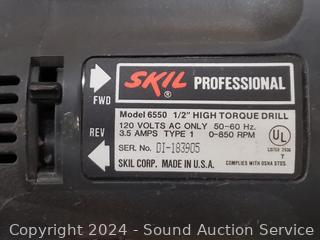 SKIL® PROFESSIONAL
FWD
Model 6550 1/2" HIGH TORQUE DRILL
120 VOLTS AC ONLY 50-60 Hz.
REV
3.5 AMPS TYPE 1 0-850 RPM
SER. No. DI-183905
UL
SKIL CORP. MADE IN U.S.A.
COMPLIES WITH OSHA STDS.
Copyright 2024 - Sound Auction Service